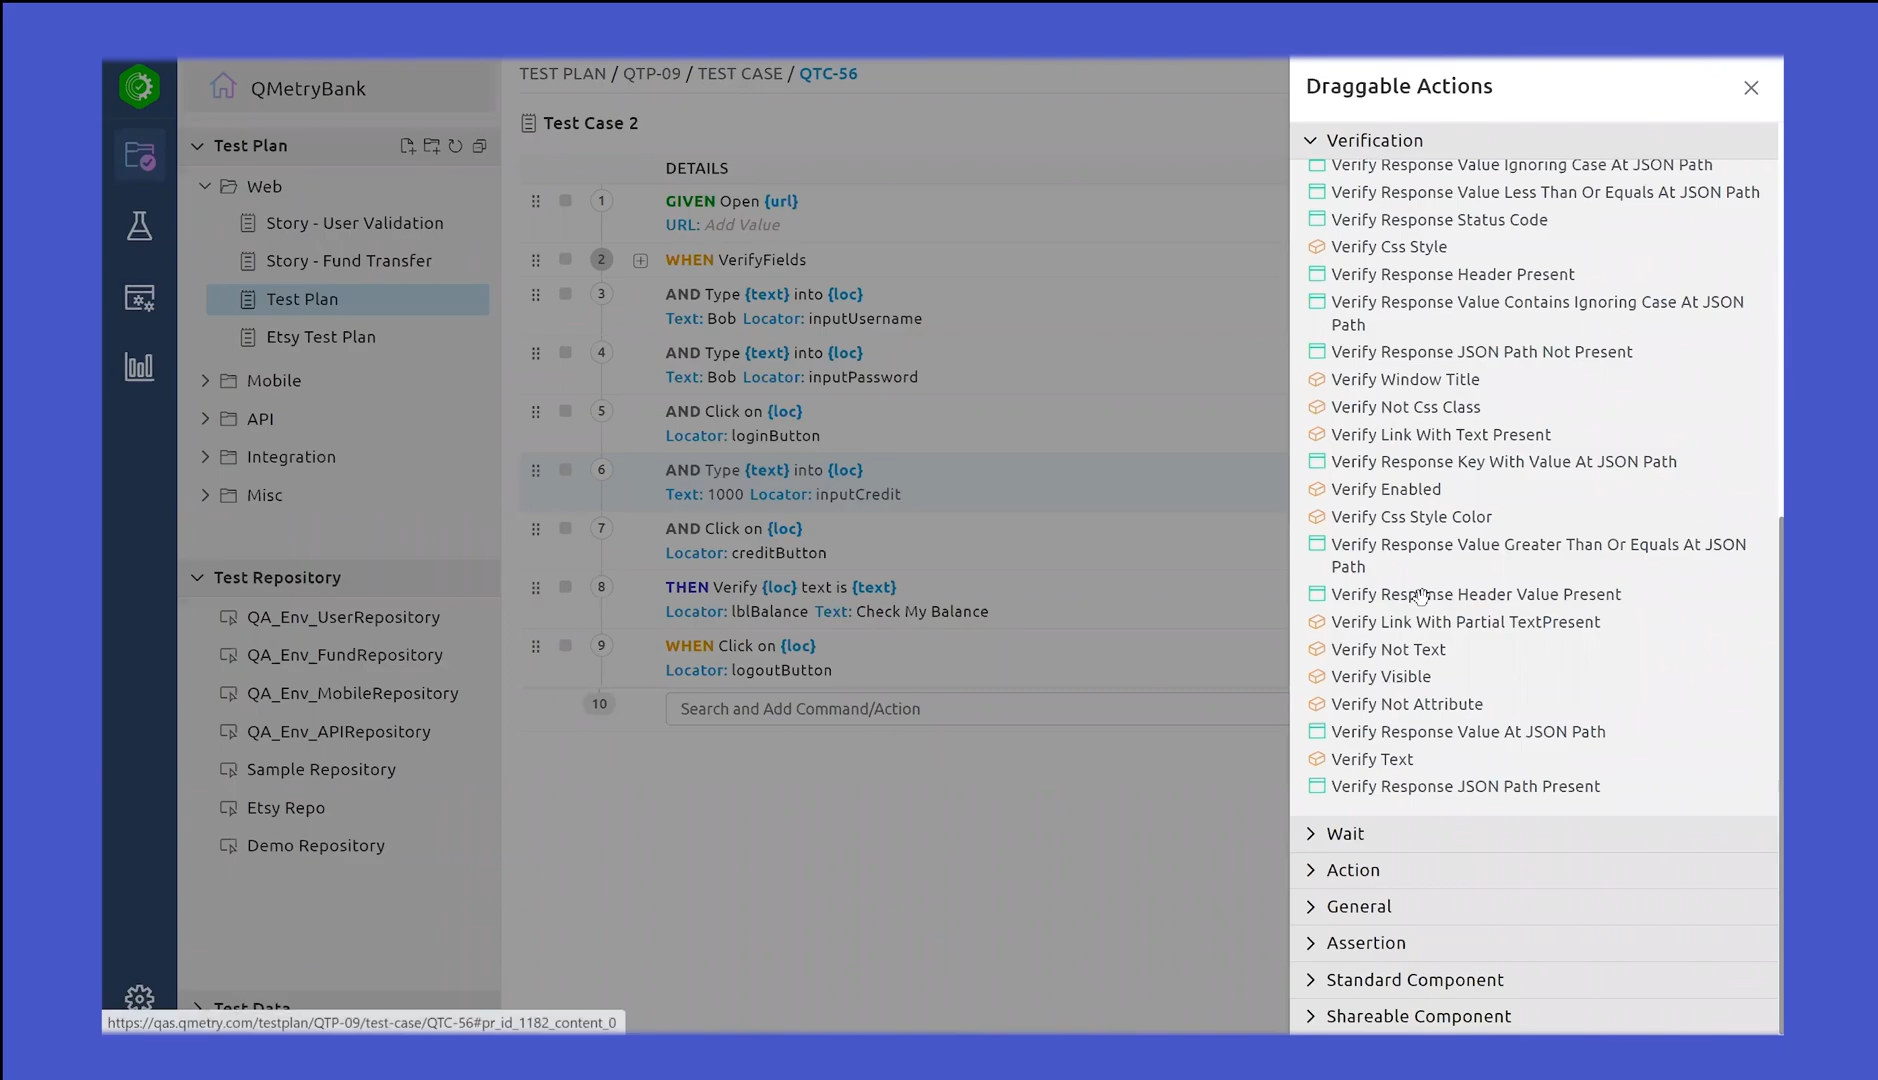 QMetryBank
Test Plan
Web
Story - User Validation
Story - Fund Transfer
Test Plan
Etsy Test Plan
Mobile
API
Integration
Misc
Test Repository
QA_Env_UserRepository
QA_Env_FundRepository
QA_Env_MobileRepository
QA_Env_APIRepository
Sample Repository
Etsy Repo
Demo Repository
Test Data
https://qas.qmetry.com/testplan/QTP-09/test-case/QTC-56#pr_id_1182_content_0
TEST PLAN / QTP-09 / TEST CASE / QTC-56
Test Case 2
DETAILS
1 GIVEN Open {url}
URL: Add Value
2 WHEN VerifyFields
3 AND Type {text} into {loc}
Text: Bob Locator: inputUsername
4 AND Type {text} into {loc}
Text: Bob Locator: inputPassword
5 AND Click on {loc}
Locator: loginButton
6 AND Type {text} into {loc}
Text: 1000 Locator: inputCredit
7 AND Click on {loc}
Locator: creditButton
8 THEN Verify {loc} text is {text}
Locator: lblBalance Text: Check My Balance
9 WHEN Click on {loc}
Locator: logoutButton
10 Search and Add Command/Action
Draggable Actions
Verification
Verify Response Value Ignoring Case At JSON Path
Verify Response Value Less Than Or Equals At JSON Path
Verify Response Status Code
Verify Css Style
Verify Response Header Present
Verify Response Value Contains Ignoring Case At JSON
Path
Verify Response JSON Path Not Present
Verify Window Title
Verify Not Css Class
Verify Link With Text Present
Verify Response Key With Value At JSON Path
Verify Enabled
Verify Css Style Color
Verify Response Value Greater Than Or Equals At JSON
Path
Verify Response Header Value Present
Verify Link With Partial TextPresent
Verify Not Text
Verify Visible
Verify Not Attribute
Verify Response Value At JSON Path
Verify Text
Verify Response JSON Path Present
Wait
Action
General
Assertion
Standard Component
Shareable Component